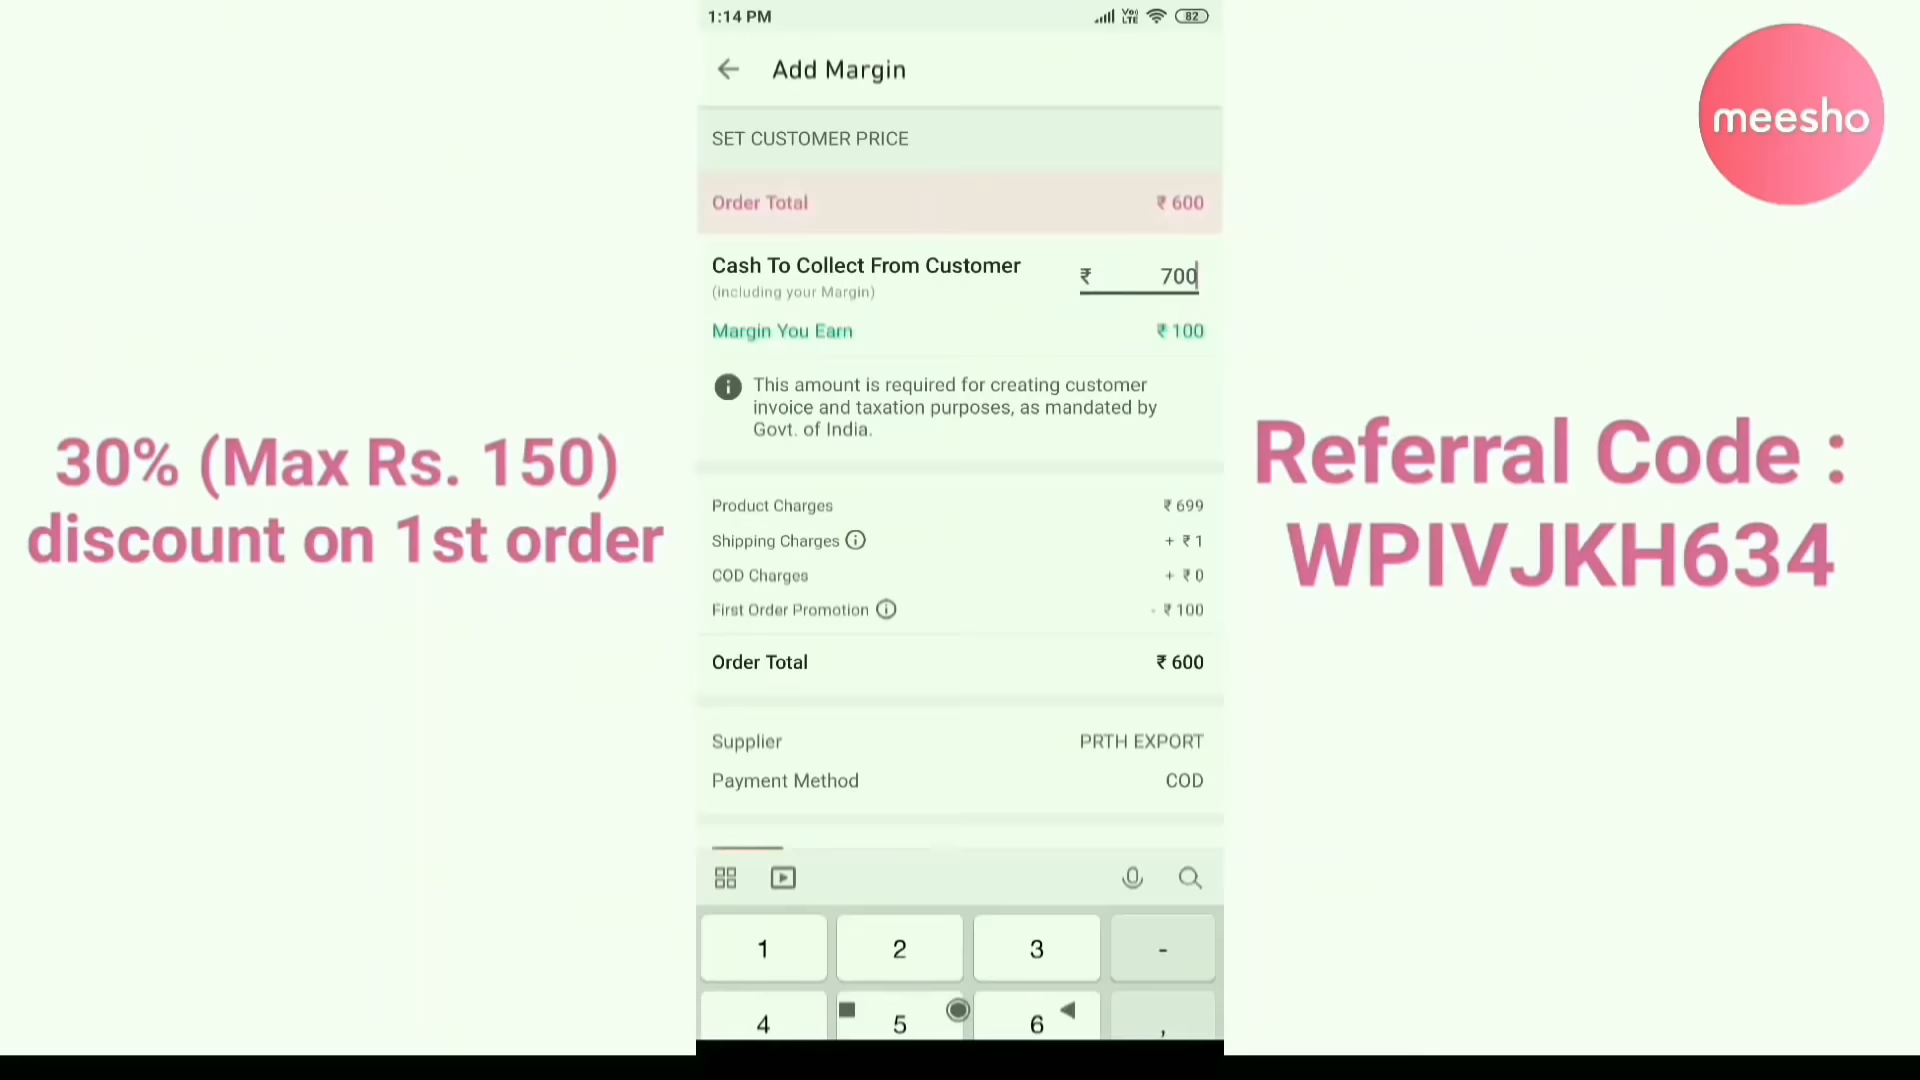 1:14 PM
Vo) LTE
82
Add Margin
meesho
SET CUSTOMER PRICE
Order Total ₹ 600
Cash To Collect From Customer ₹ 700
(including your Margin)
Margin You Earn ₹ 100
This amount is required for creating customer
invoice and taxation purposes, as mandated by
Govt. of India.
30% (Max Rs. 150)
discount on 1st order
Referral Code :
WPIVJKH634
Product Charges ₹ 699
Shipping Charges + ₹ 1
COD Charges + ₹ 0
First Order Promotion - ₹ 100
Order Total ₹ 600
Supplier PRTH EXPORT
Payment Method COD
1 2 3 -
4 5 6 ,